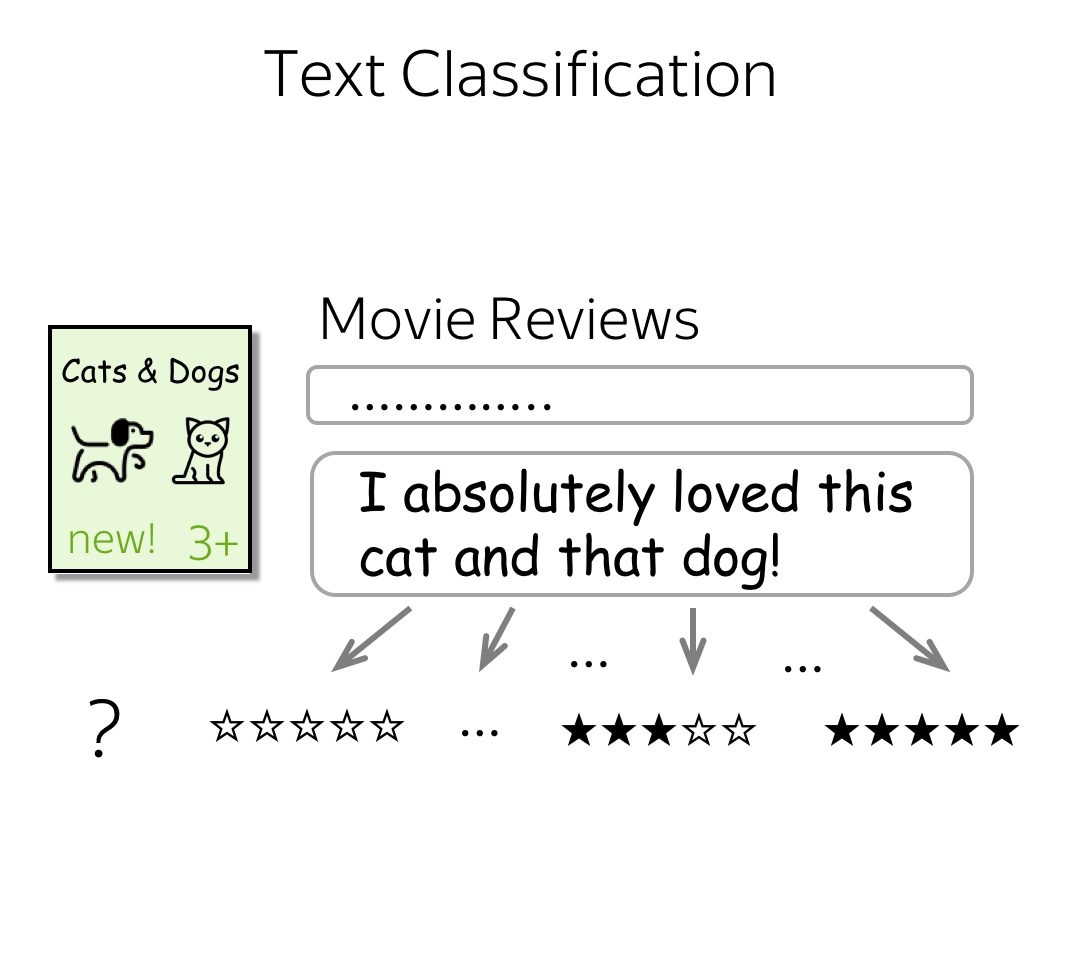 Text Classification
Movie Reviews
Cats & Dogs
new! 3+
..............
I absolutely loved this
cat and that dog!
... ...
? ☆☆☆☆☆ ... ★★★☆☆ ★★★★★